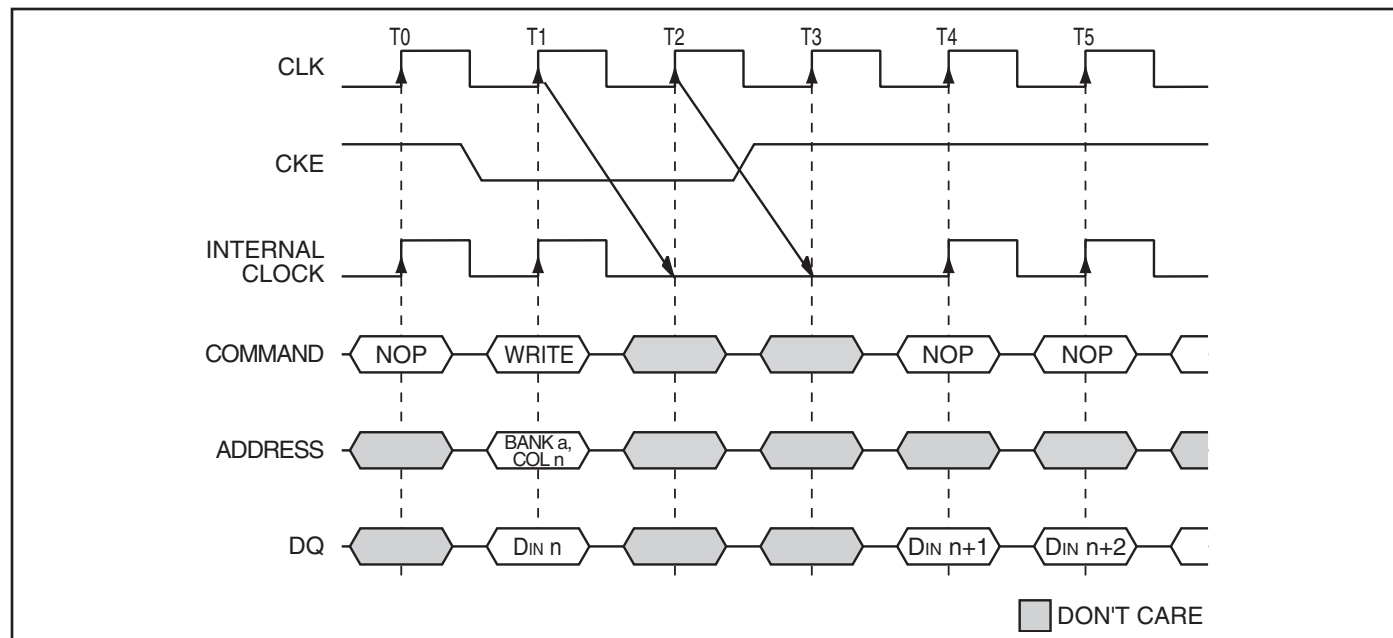 T0 T1 T2 T3 T4 T5
CLK
CKE
INTERNAL
CLOCK
COMMAND NOP WRITE NOP NOP
BANK a,
ADDRESS
COL n
DQ DIN n DIN n+1 DIN n+2
DON'T CARE